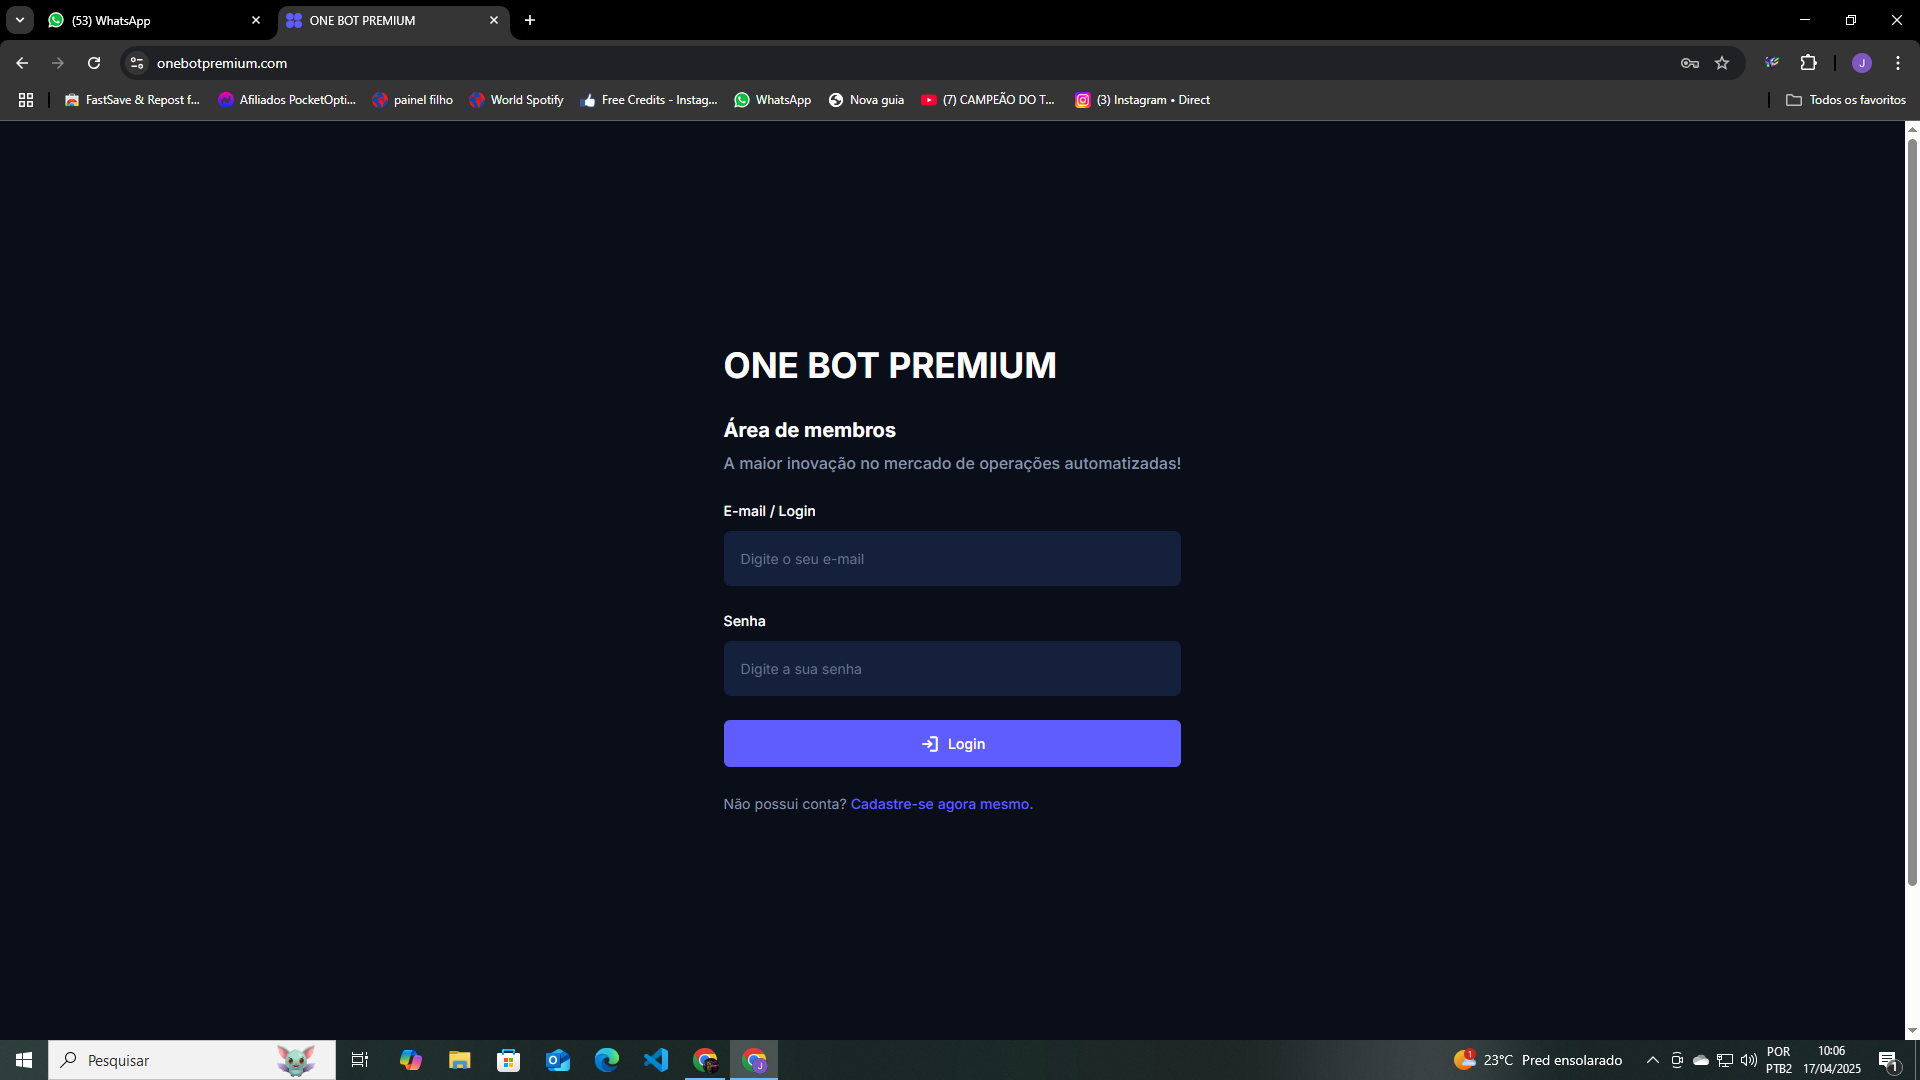 (53) WhatsApp
ONE BOT PREMIUM
onebotpremium.com
J
FastSave & Repost f...
Afiliados PocketOpti...
painel filho
World Spotify
Free Credits - Instag...
WhatsApp
Nova guia
(7) CAMPEÃO DO T...
(3) Instagram • Direct
Todos os favoritos
ONE BOT PREMIUM
Área de membros
A maior inovação no mercado de operações automatizadas!
E-mail / Login
Digite o seu e-mail
Senha
Digite a sua senha
Login
Não possui conta? Cadastre-se agora mesmo.
Pesquisar
J
1
23°C Pred ensolarado
POR
PTB2
10:06
17/04/2025
1